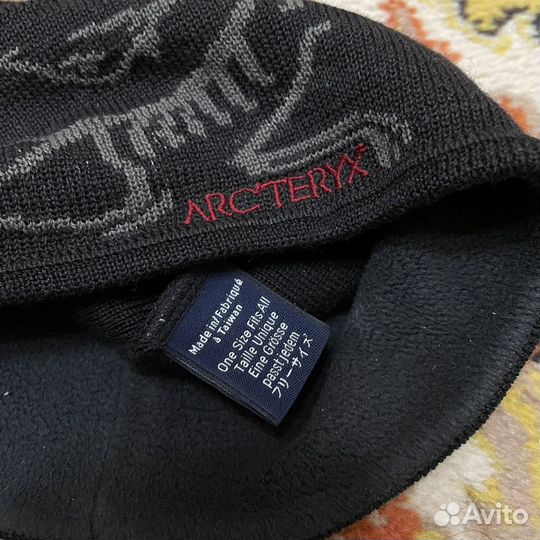 ARC'TERYX®
Made in/Fabriqué
à Taiwan
One Size Fits All
Taille Unique
Eine Grösse
passt jedem
フリーサイズ
Avito